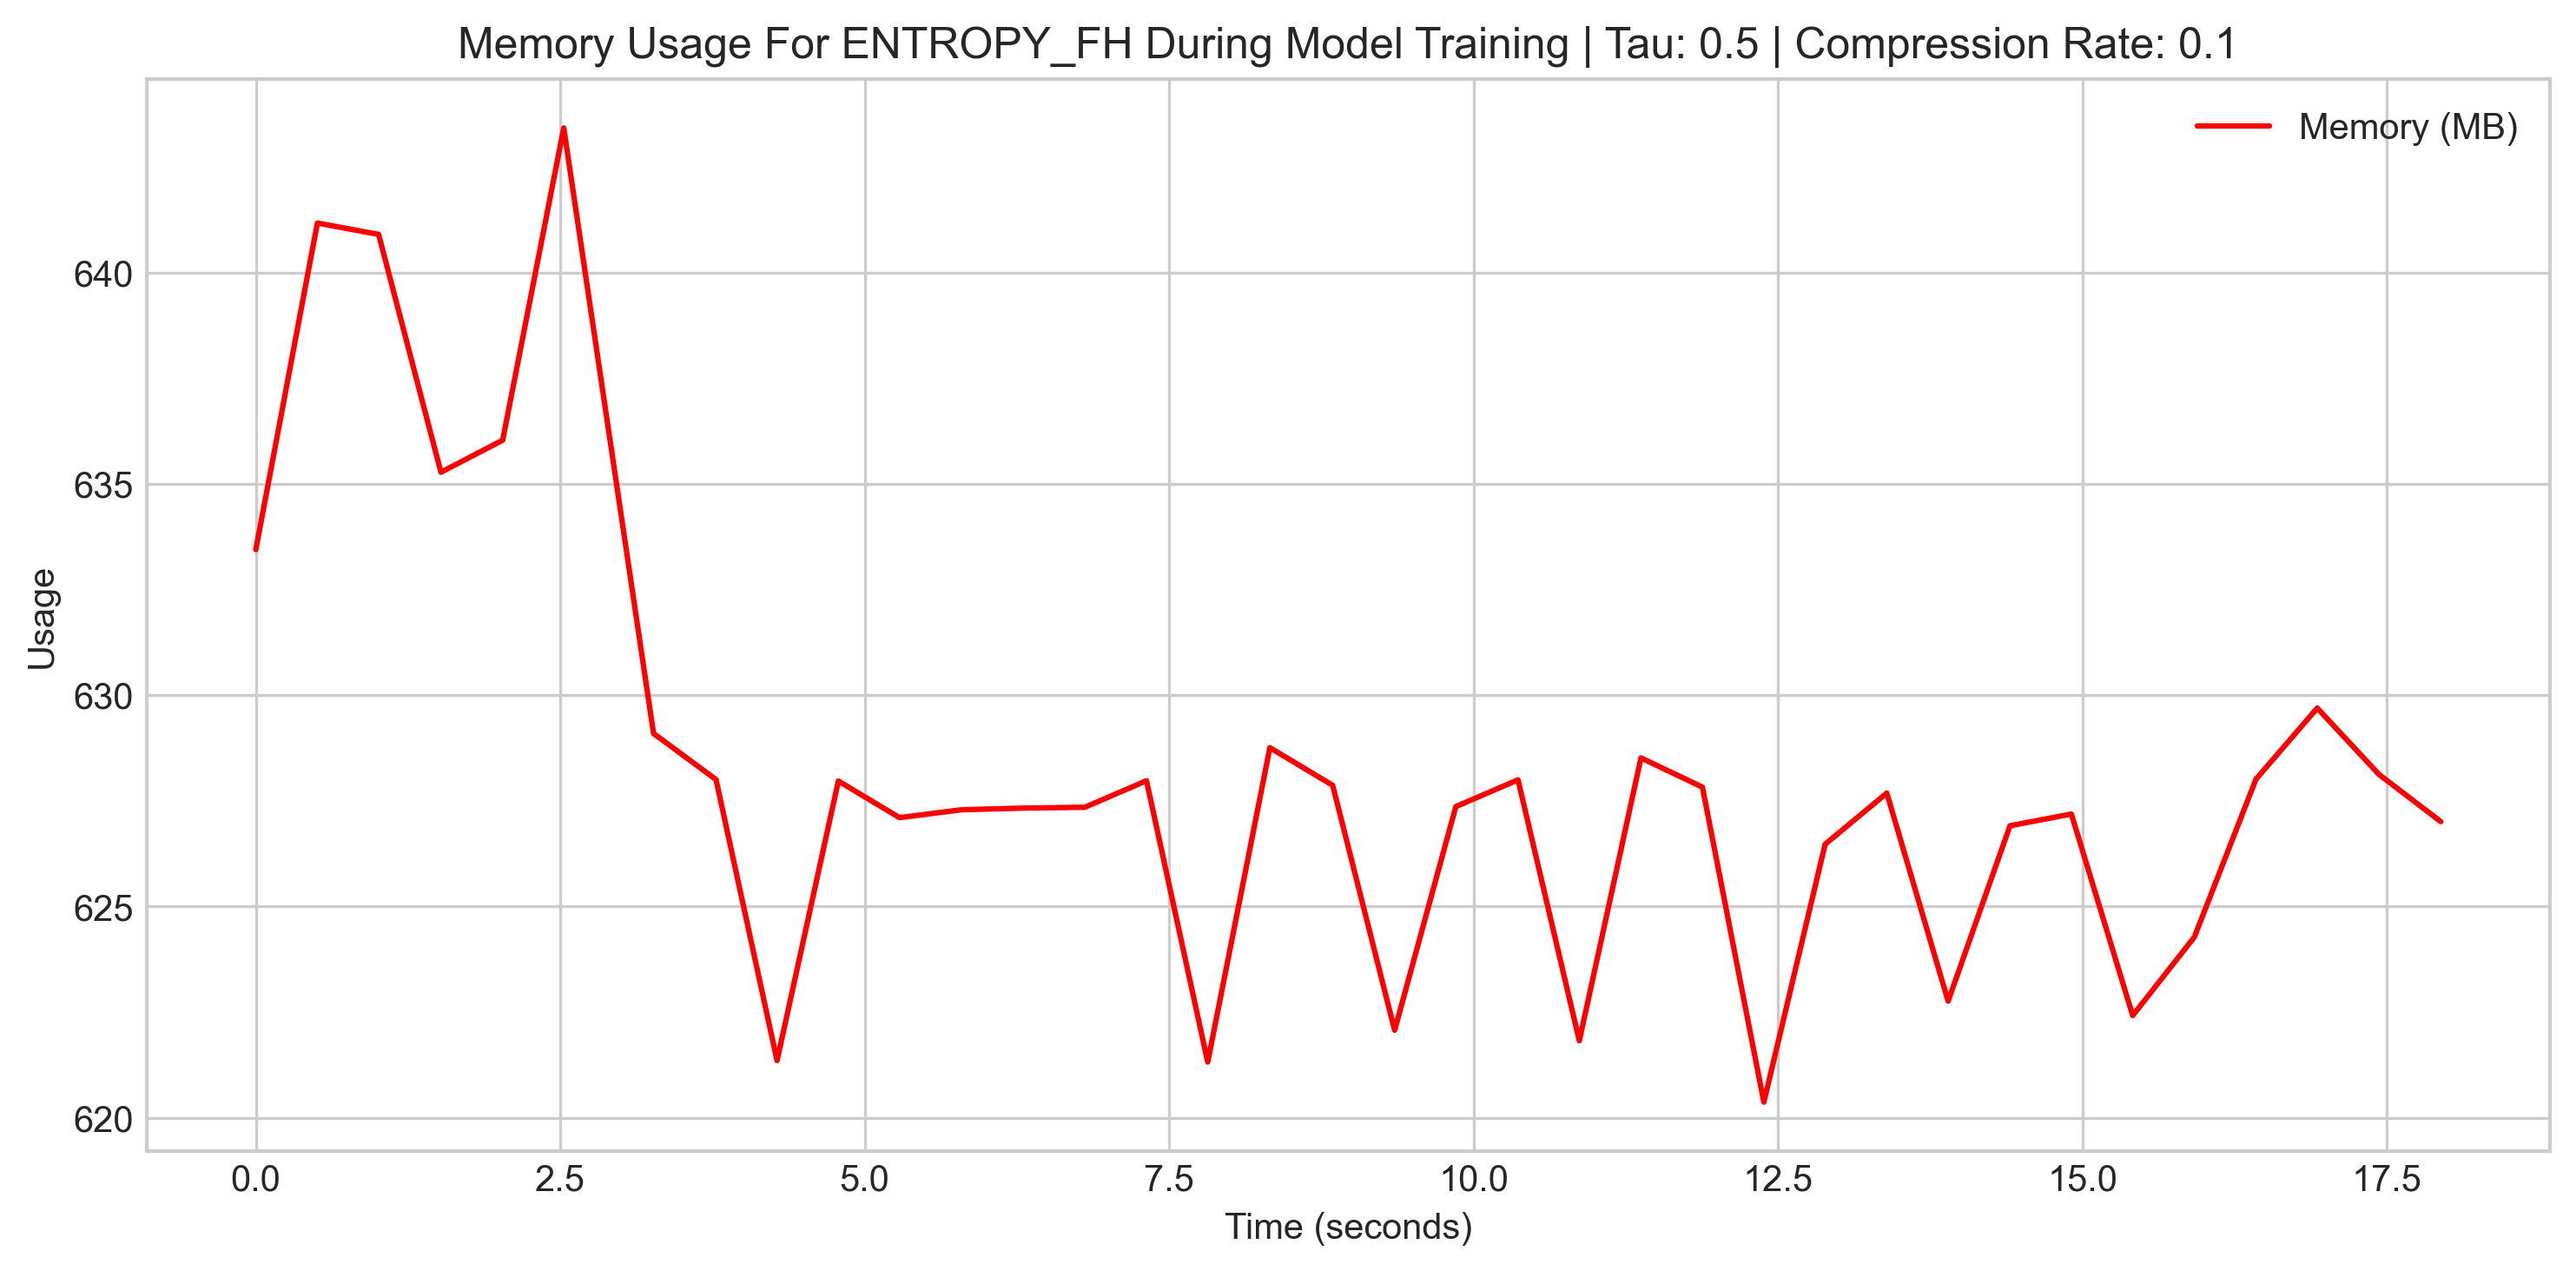 Memory Usage For ENTROPY_FH During Model Training | Tau: 0.5 | Compression Rate: 0.1
Memory (MB)
640
635
630
625
620
Usage
0.0 2.5 5.0 7.5 10.0 12.5 15.0 17.5
Time (seconds)